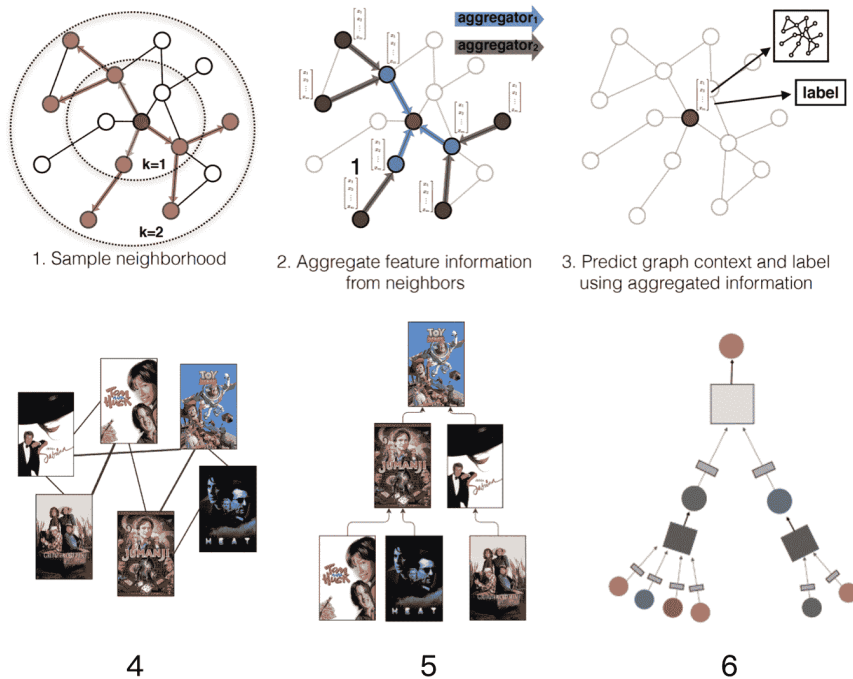 aggregator₁
aggregator₂
label
k=1
k=2
1
1. Sample neighborhood
2. Aggregate feature information
from neighbors
3. Predict graph context and label
using aggregated information
TOY
STORY
TOM
HUCK
Sabrina
JUMANJI
HEAT
TOY
STORY
JUMANJI
Sabrina
TOM
HUCK
HEAT
4
5
6